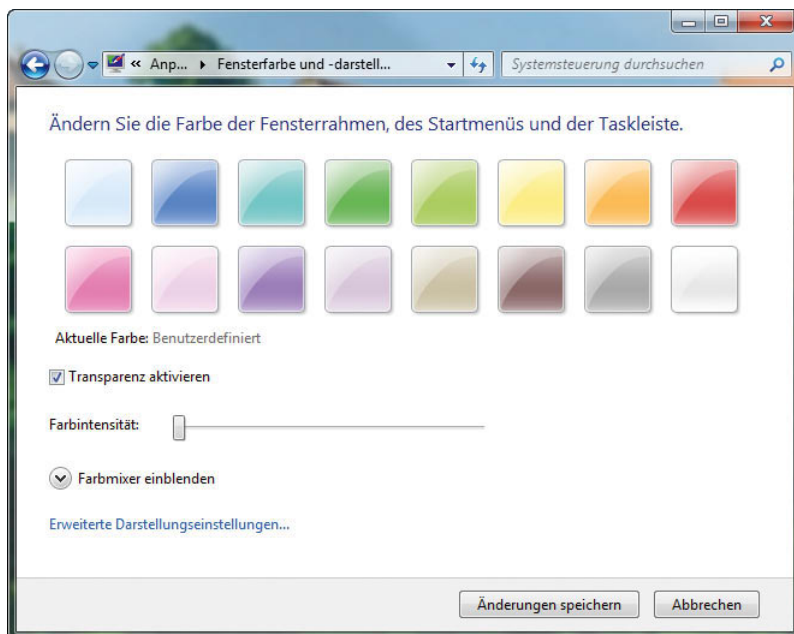 « Anp... Fensterfarbe und -darstell... Systemsteuerung durchsuchen
Ändern Sie die Farbe der Fensterrahmen, des Startmenüs und der Taskleiste.
Aktuelle Farbe: Benutzerdefiniert
Transparenz aktivieren
Farbintensität:
Farbmixer einblenden
Erweiterte Darstellungseinstellungen...
Änderungen speichern Abbrechen